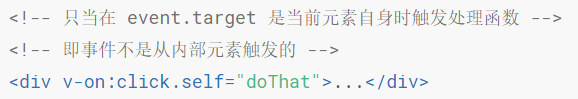 <!-- 只当在 event.target 是当前元素自身时触发处理函数 -->
<!-- 即事件不是从内部元素触发的 -->
<div v-on:click.self="doThat">...</div>